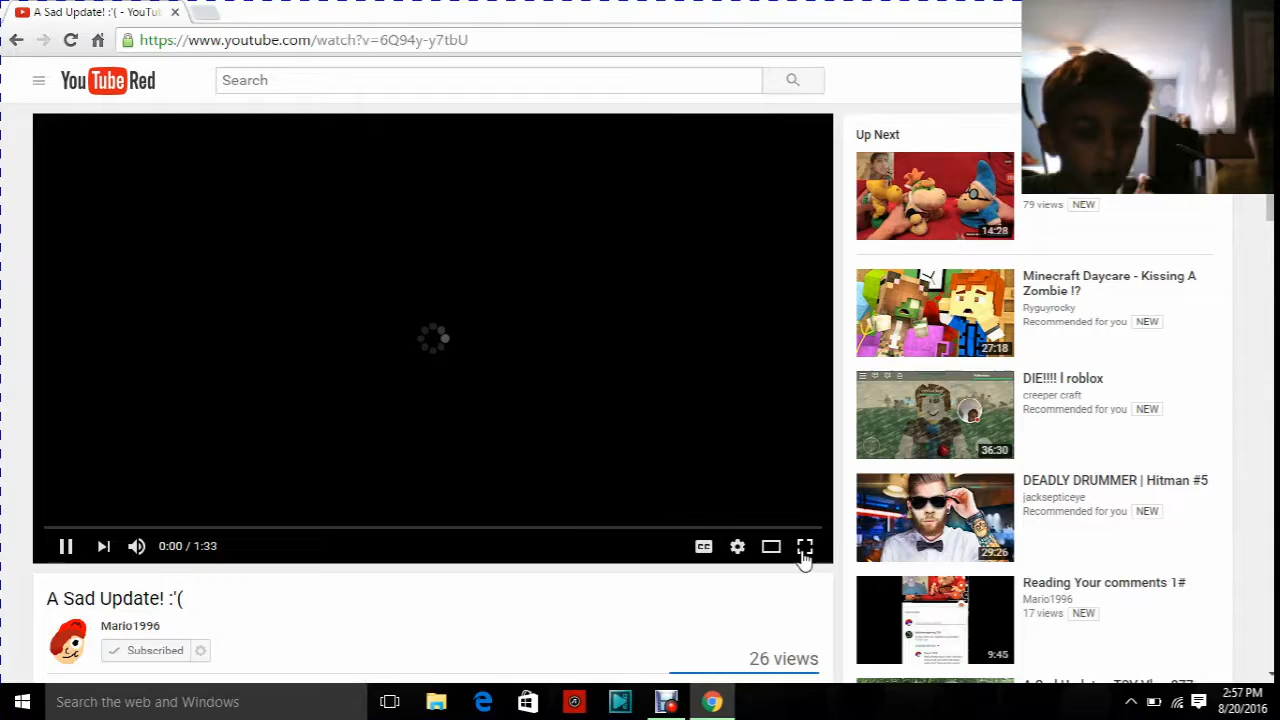 A Sad Update! :'( - YouTu
https://www.youtube.com/watch?v=6Q94y-y7tbU
YouTube Red
Search
Up Next
14:28
79 views NEW
Minecraft Daycare - Kissing A
Zombie !?
Ryguyrocky
Recommended for you NEW
27:18
DIE!!!! l roblox
creeper craft
Recommended for you NEW
36:30
DEADLY DRUMMER | Hitman #5
jacksepticeye
Recommended for you NEW
29:26
Reading Your comments 1#
Mario1996
17 views NEW
9:45
0:00 / 1:33
CC
A Sad Update! :'(
Mario1996
Subscribed
26 views
Search the web and Windows
2:57 PM
8/20/2016